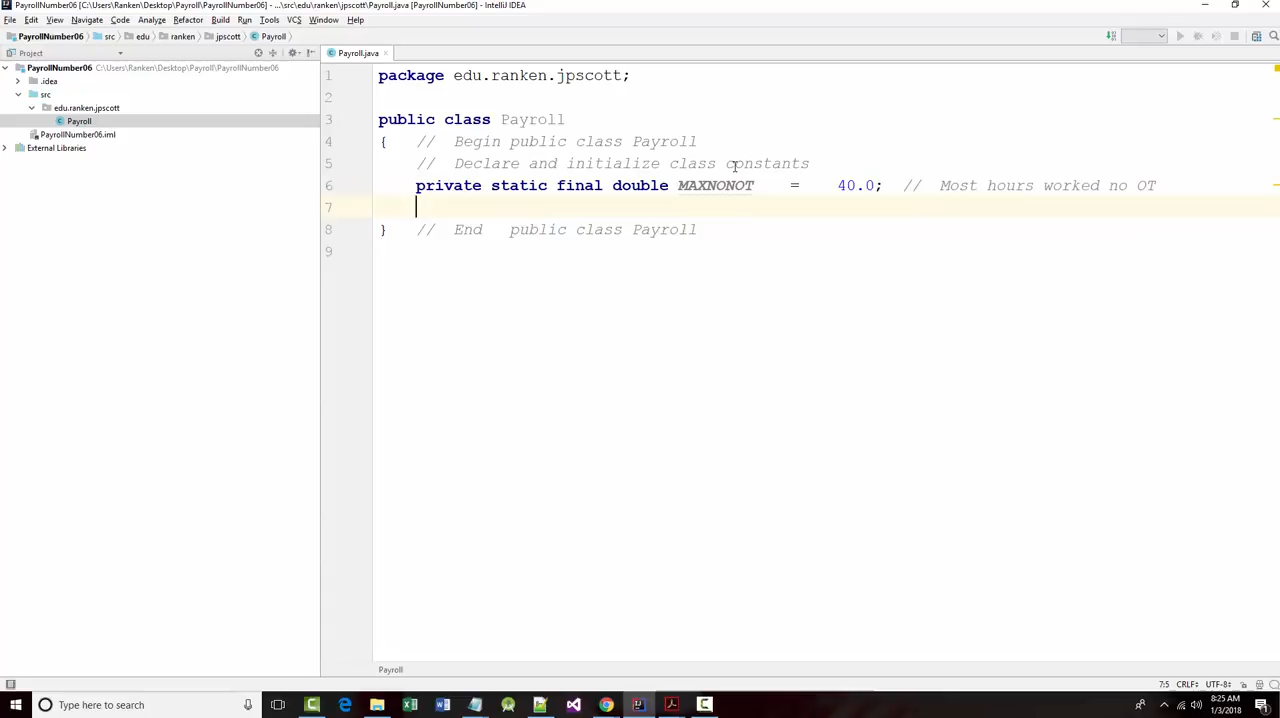 PayrollNumber06 [C:\Users\Ranken\Desktop\Payroll\PayrollNumber06] - ...\src\edu\ranken\jpscott\Payroll.java [PayrollNumber06] - IntelliJ IDEA
File Edit View Navigate Code Analyze Refactor Build Run Tools VCS Window Help
PayrollNumber06 src edu ranken jpscott Payroll
Project
Payroll.java
PayrollNumber06 C:\Users\Ranken\Desktop\Payroll\PayrollNumber06
.idea
src
edu.ranken.jpscott
Payroll
PayrollNumber06.iml
External Libraries
1 package edu.ranken.jpscott;
2
3 public class Payroll
4 { // Begin public class Payroll
5 // Declare and initialize class constants
6 private static final double MAXNONOT = 40.0; // Most hours worked no OT
7
8 } // End public class Payroll
9
Payroll
7:5 CRLF÷ UTF-8÷
Type here to search
8:25 AM
1/3/2018